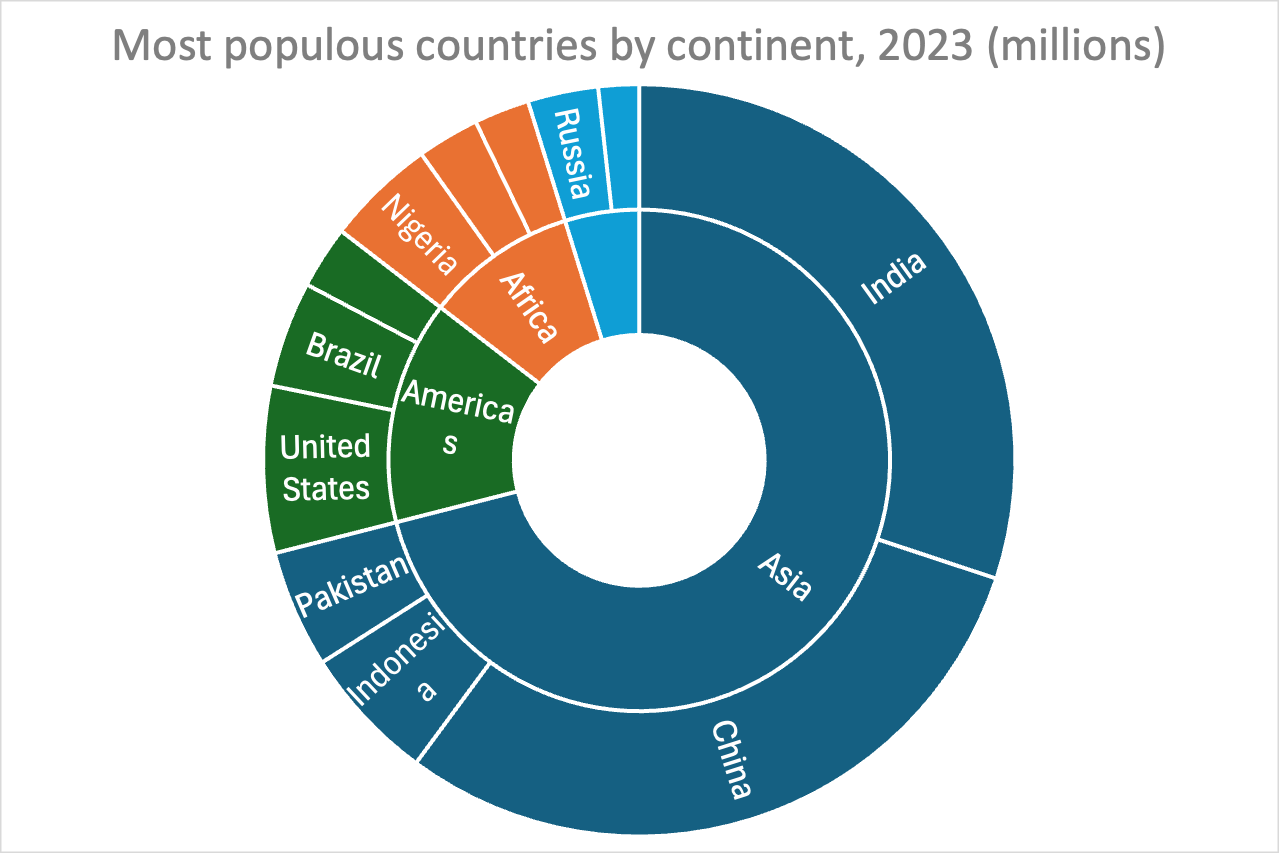 Most populous countries by continent, 2023 (millions)
Russia
Nigeria
Africa
India
Brazil
America
s
United
States
Asia
Pakistan
Indonesi
a
China